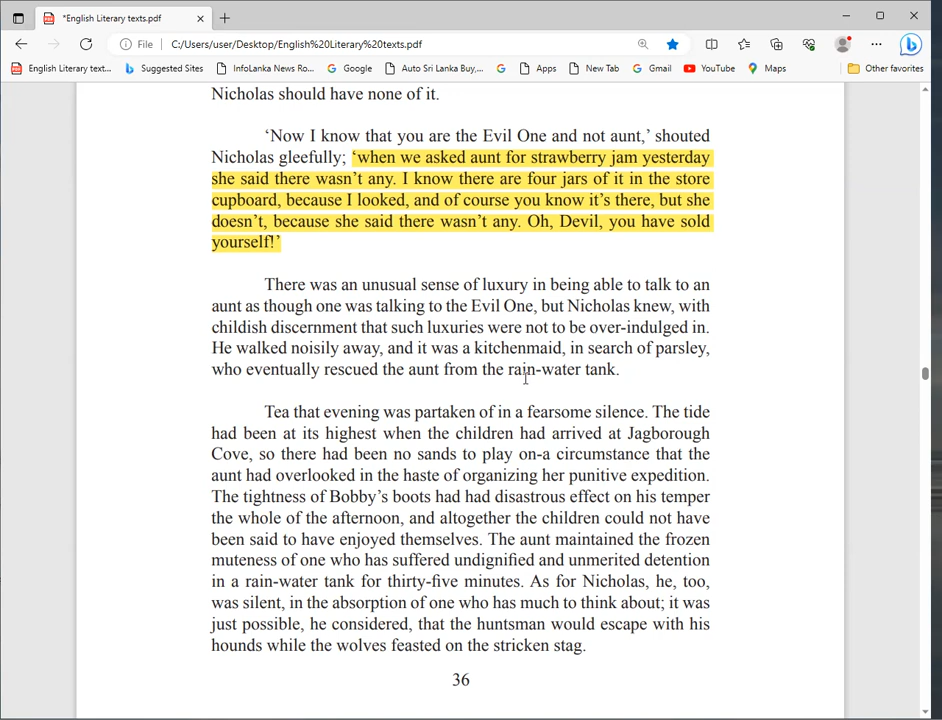 *English Literary texts.pdf
File
C:/Users/user/Desktop/English%20Literary%20texts.pdf
English Literary text...
Suggested Sites
InfoLanka News Ro...
Google
Auto Sri Lanka Buy,...
Apps
New Tab
Gmail
YouTube
Maps
Other favorites
Nicholas should have none of it.
‘Now I know that you are the Evil One and not aunt,’ shouted
Nicholas gleefully; ‘when we asked aunt for strawberry jam yesterday
she said there wasn’t any. I know there are four jars of it in the store
cupboard, because I looked, and of course you know it’s there, but she
doesn’t, because she said there wasn’t any. Oh, Devil, you have sold
yourself!’
There was an unusual sense of luxury in being able to talk to an
aunt as though one was talking to the Evil One, but Nicholas knew, with
childish discernment that such luxuries were not to be over-indulged in.
He walked noisily away, and it was a kitchenmaid, in search of parsley,
who eventually rescued the aunt from the rain-water tank.
Tea that evening was partaken of in a fearsome silence. The tide
had been at its highest when the children had arrived at Jagborough
Cove, so there had been no sands to play on-a circumstance that the
aunt had overlooked in the haste of organizing her punitive expedition.
The tightness of Bobby’s boots had had disastrous effect on his temper
the whole of the afternoon, and altogether the children could not have
been said to have enjoyed themselves. The aunt maintained the frozen
muteness of one who has suffered undignified and unmerited detention
in a rain-water tank for thirty-five minutes. As for Nicholas, he, too,
was silent, in the absorption of one who has much to think about; it was
just possible, he considered, that the huntsman would escape with his
hounds while the wolves feasted on the stricken stag.
36